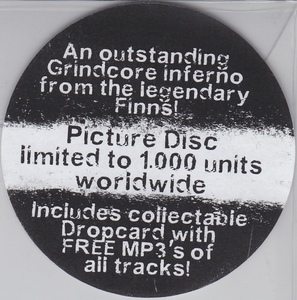 An outstanding
Grindcore inferno
from the legendary
Finns!
Picture Disc
limited to 1.000 units
worldwide
Includes collectable
Dropcard with
FREE MP3's of
all tracks!